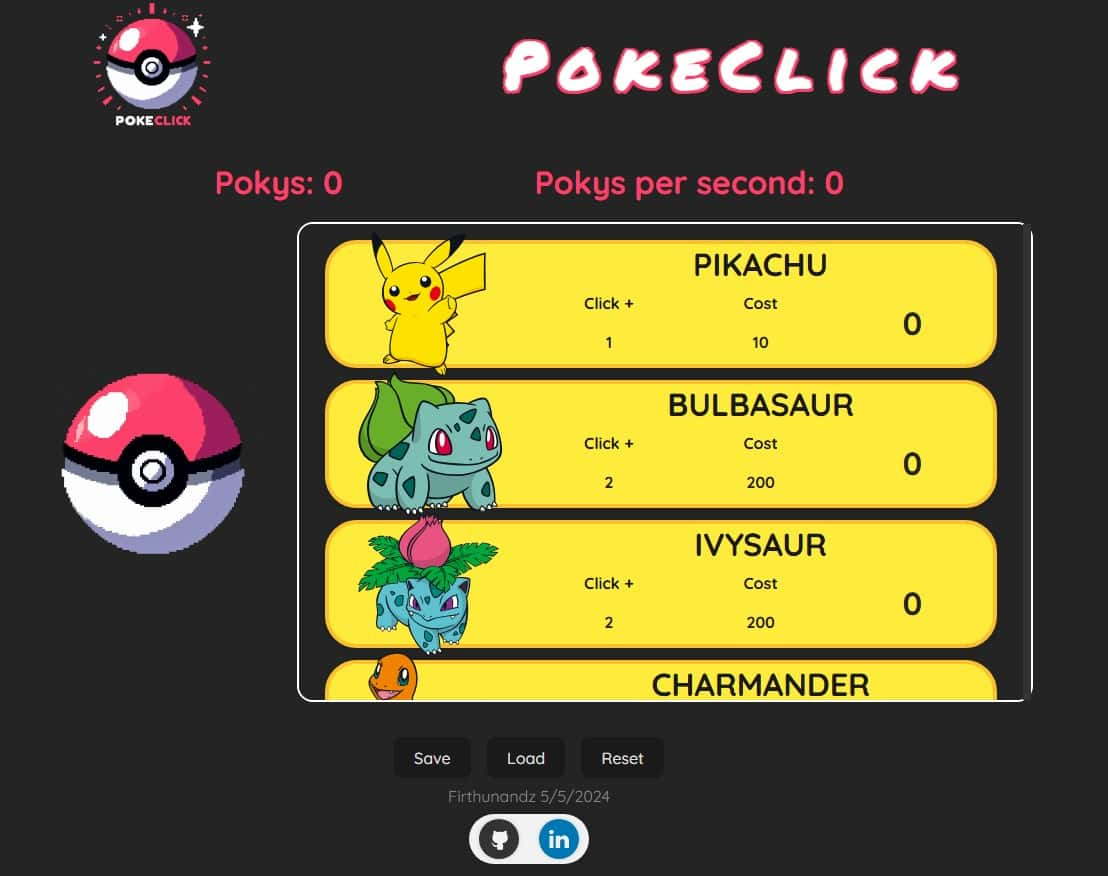 POKECLICK
PokeClick
Pokys: 0
Pokys per second: 0
PIKACHU
Click +
Cost
1
10
0
BULBASAUR
Click +
Cost
2
200
0
IVYSAUR
Click +
Cost
2
200
0
CHARMANDER
Save
Load
Reset
Firthunandz 5/5/2024
in